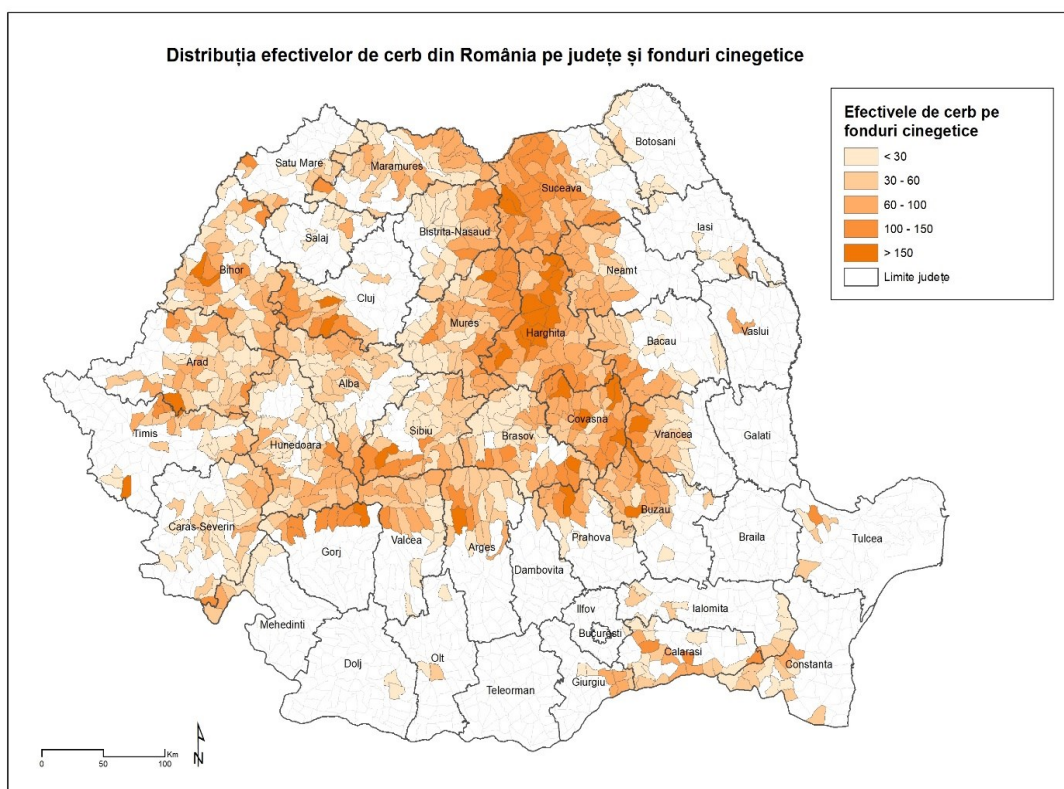 Distribuția efectivelor de cerb din România pe județe și fonduri cinegetice
Efectivele de cerb pe
fonduri cinegetice
< 30
30 - 60
60 - 100
100 - 150
> 150
Limite județe
Botosani
Satu Mare
Maramures
Suceava
Iasi
Salaj
Bistrita-Nasaud
Bihor
Neamt
Cluj
Mures
Harghita
Bacau
Vaslui
Arad
Alba
Covasna
Timis
Sibiu
Brasov
Vrancea
Galati
Hunedoara
Caras-Severin
Buzau
Gorj
Valcea
Arges
Prahova
Braila
Tulcea
Dambovita
Ilfov
Ialomita
Mehedinti
București
Calarasi
Constanta
Dolj
Olt
Giurgiu
Teleorman
Km
0 50 100
N